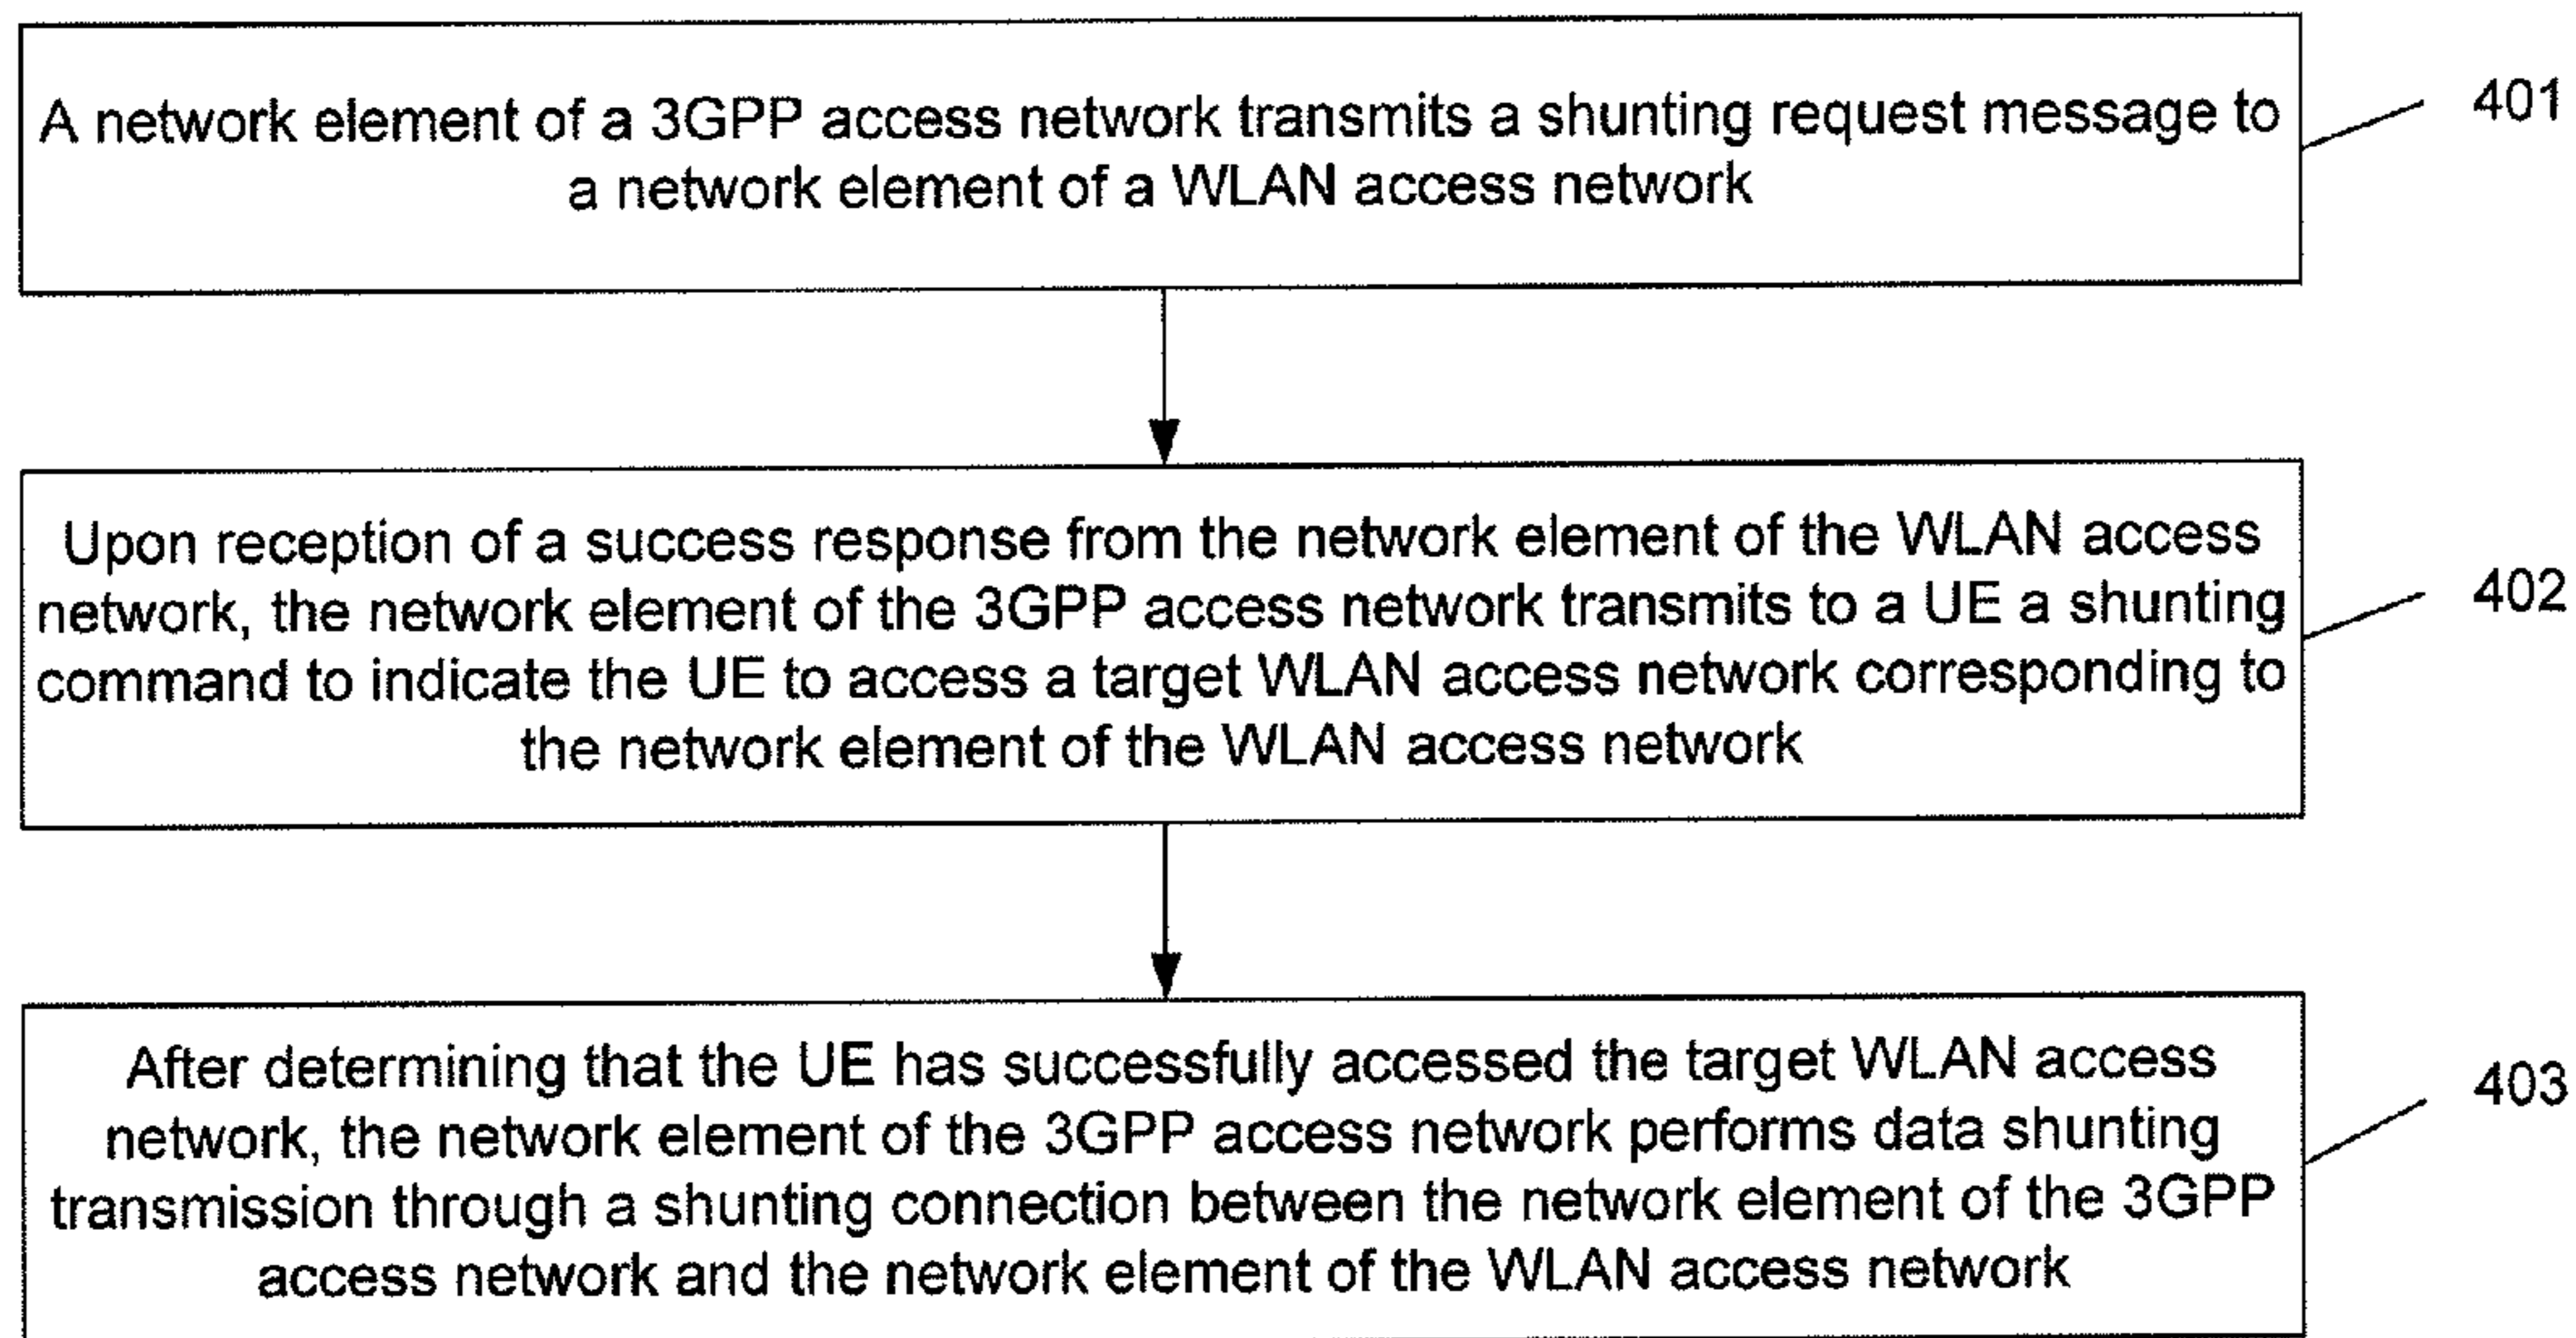 A network element of a 3GPP access network transmits a shunting request message to
a network element of a WLAN access network
401
Upon reception of a success response from the network element of the WLAN access
network, the network element of the 3GPP access network transmits to a UE a shunting
command to indicate the UE to access a target WLAN access network corresponding to
the network element of the WLAN access network
402
After determining that the UE has successfully accessed the target WLAN access
network, the network element of the 3GPP access network performs data shunting
transmission through a shunting connection between the network element of the 3GPP
access network and the network element of the WLAN access network
403